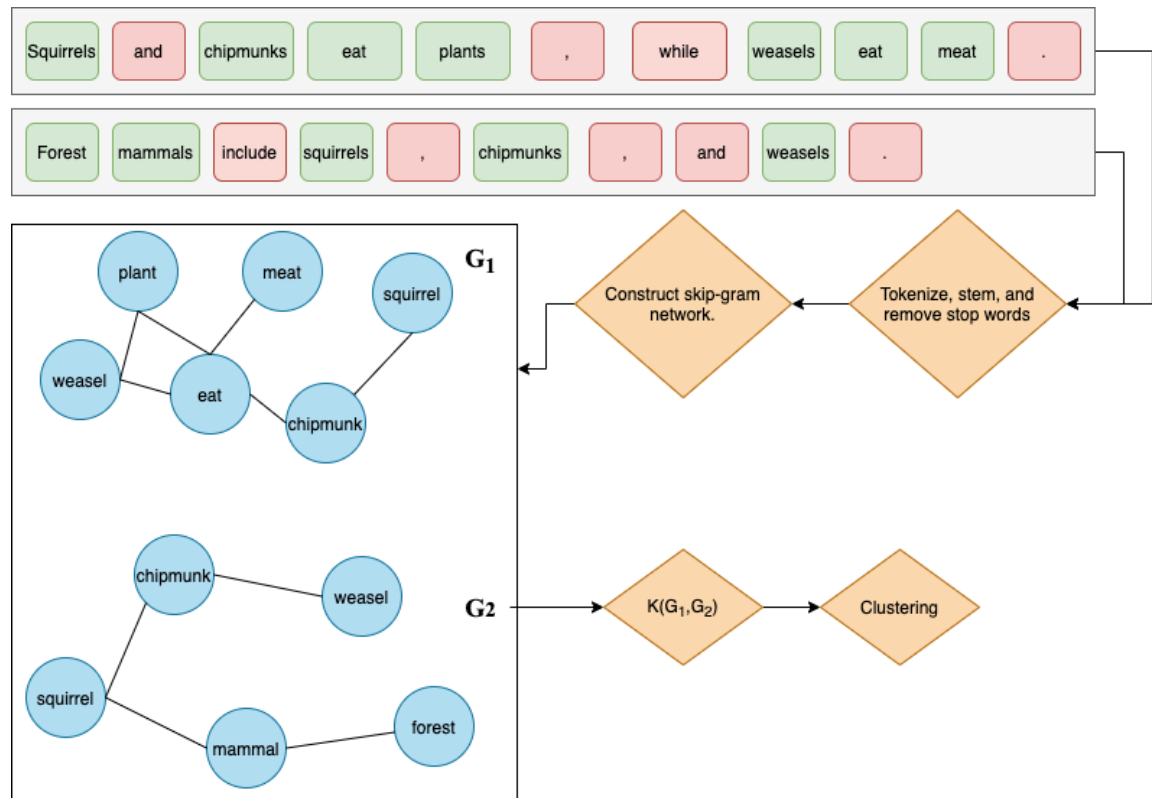 Squirrels and chipmunks eat plants , while weasels eat meat .
Forest mammals include squirrels , chipmunks , and weasels .
G1
plant
meat
squirrel
weasel
eat
chipmunk
Construct skip-gram
network.
Tokenize, stem, and
remove stop words
chipmunk
weasel
G2
squirrel
mammal
forest
K(G1,G2)
Clustering